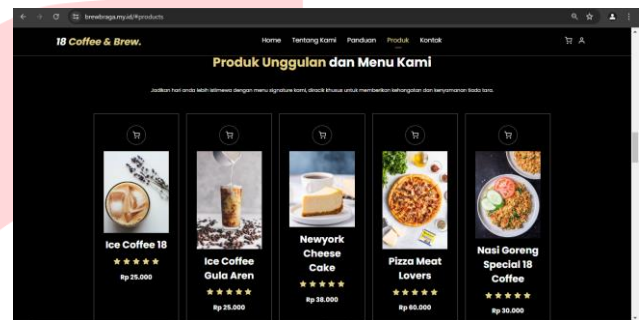 brewbraga.my.id/#products
18 Coffee & Brew.
Home Tentang Kami Panduan Produk Kontak
Produk Unggulan dan Menu Kami
Jadikan hari anda lebih istimewa dengan menu signature kami, diracik khusus untuk memberikan kehangatan dan kenyamanan tiada tara.
Ice Coffee 18
Rp 25.000
Ice Coffee
Gula Aren
Rp 25.000
Newyork
Cheese
Cake
Rp 38.000
Pizza Meat
Lovers
Rp 60.000
Nasi Goreng
Special 18
Coffee
Rp 30.000